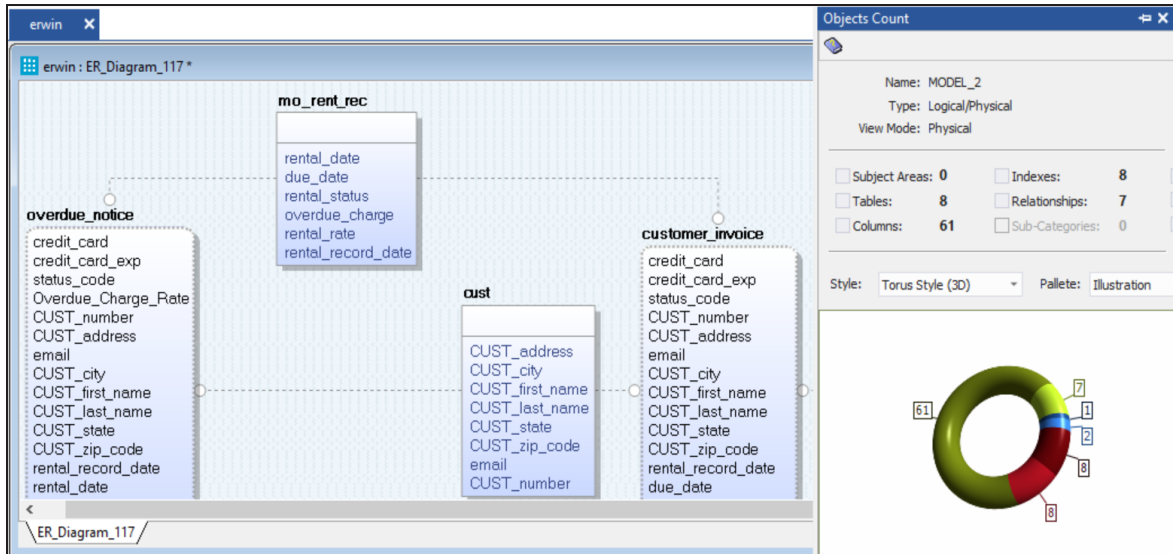 erwin
Objects Count
erwin : ER_Diagram_117 *
Name: MODEL_2
Type: Logical/Physical
View Mode: Physical
Subject Areas: 0 Indexes: 8
Tables: 8 Relationships: 7
Columns: 61 Sub-Categories: 0
Style: Torus Style (3D) Pallete: Illustration
61
7
1
2
8
8
mo_rent_rec
rental_date
due_date
rental_status
overdue_charge
rental_rate
rental_record_date
overdue_notice
credit_card
credit_card_exp
status_code
Overdue_Charge_Rate
CUST_number
CUST_address
email
CUST_city
CUST_first_name
CUST_last_name
CUST_state
CUST_zip_code
rental_record_date
rental_date
cust
CUST_address
CUST_city
CUST_first_name
CUST_last_name
CUST_state
CUST_zip_code
email
CUST_number
customer_invoice
credit_card
credit_card_exp
status_code
CUST_number
CUST_address
email
CUST_city
CUST_first_name
CUST_last_name
CUST_state
CUST_zip_code
rental_record_date
due_date
ER_Diagram_117